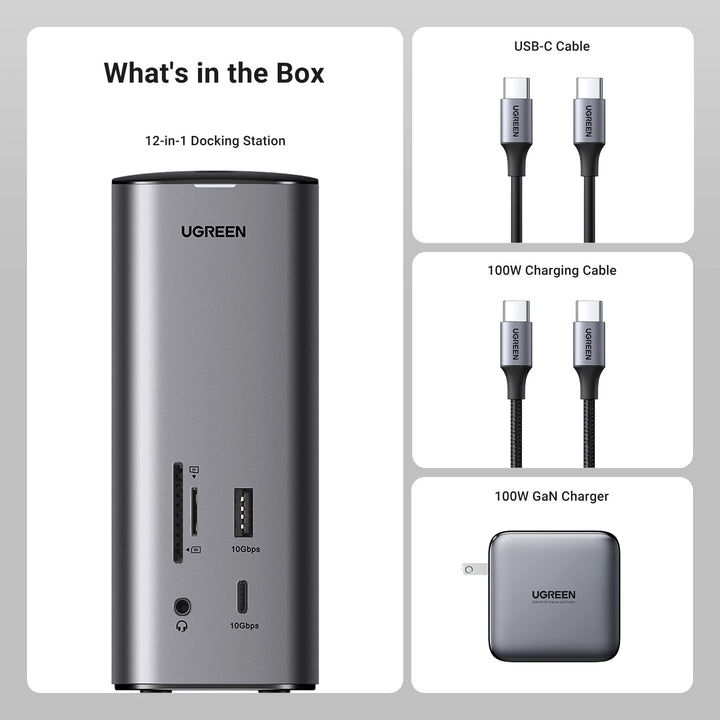 What's in the Box
12-in-1 Docking Station
UGREEN
10Gbps
10Gbps
USB-C Cable
UGREEN
UGREEN
100W Charging Cable
UGREEN
UGREEN
100W GaN Charger
UGREEN